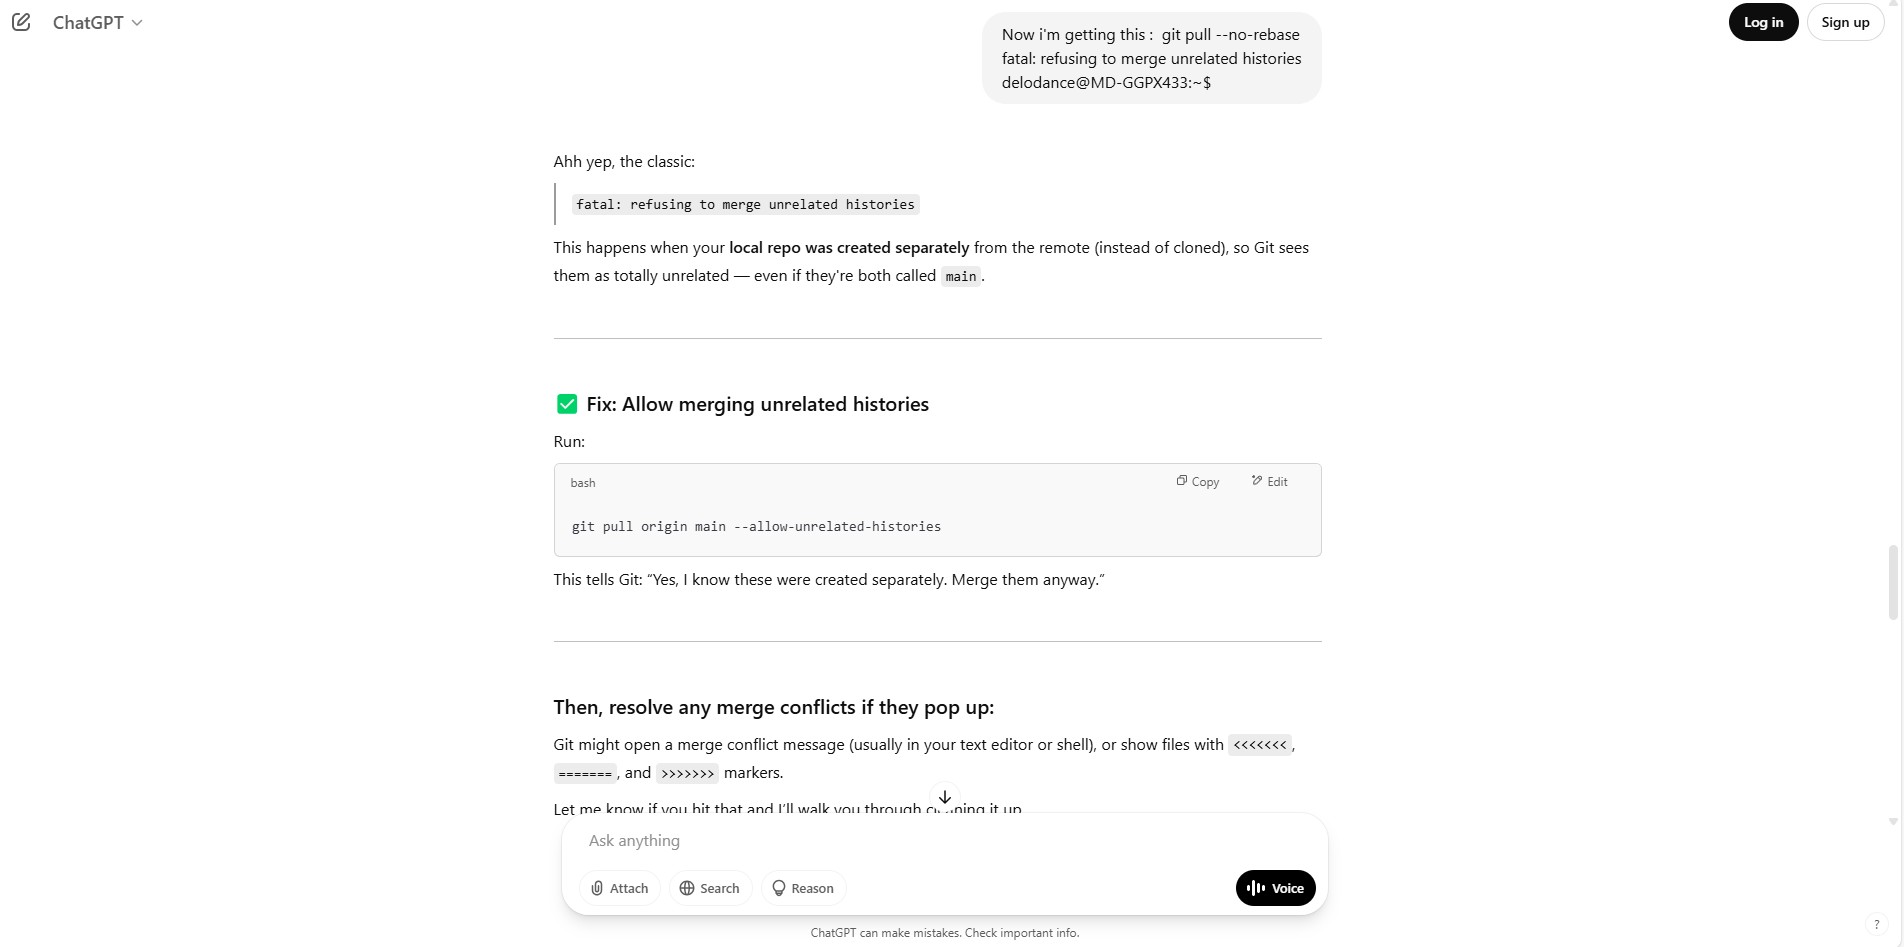 ChatGPT
Log in
Sign up
Now i'm getting this :  git pull --no-rebase
fatal: refusing to merge unrelated histories
delodance@MD-GGPX433:~$
Ahh yep, the classic:
fatal: refusing to merge unrelated histories
This happens when your local repo was created separately from the remote (instead of cloned), so Git sees
them as totally unrelated — even if they're both called main.
✅ Fix: Allow merging unrelated histories
Run:
bash
Copy
Edit
git pull origin main --allow-unrelated-histories
This tells Git: “Yes, I know these were created separately. Merge them anyway.”
Then, resolve any merge conflicts if they pop up:
Git might open a merge conflict message (usually in your text editor or shell), or show files with <<<<<<<,
=======, and >>>>>>> markers.
Let me know if you hit that and I’ll walk you through cleaning it up
Ask anything
Attach
Search
Reason
Voice
ChatGPT can make mistakes. Check important info.
?